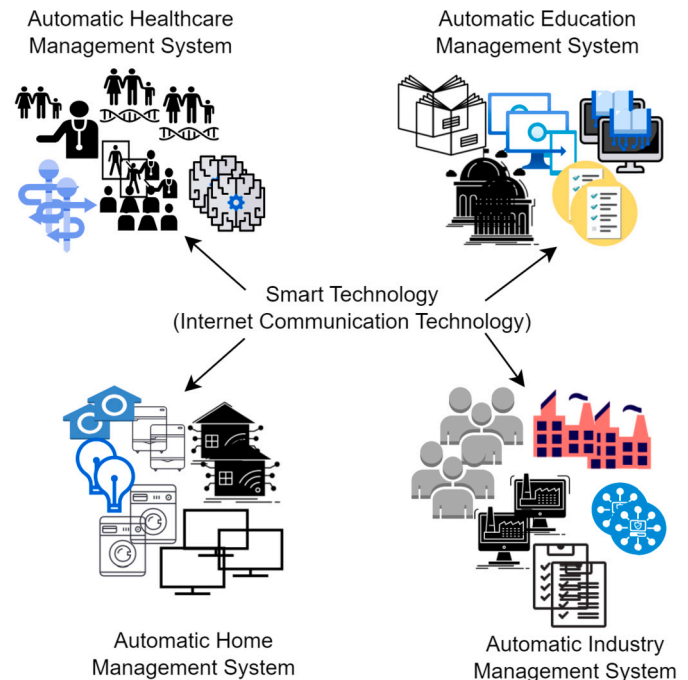 Automatic Healthcare
Management System
Automatic Education
Management System
Smart Technology
(Internet Communication Technology)
Automatic Home
Management System
Automatic Industry
Management System